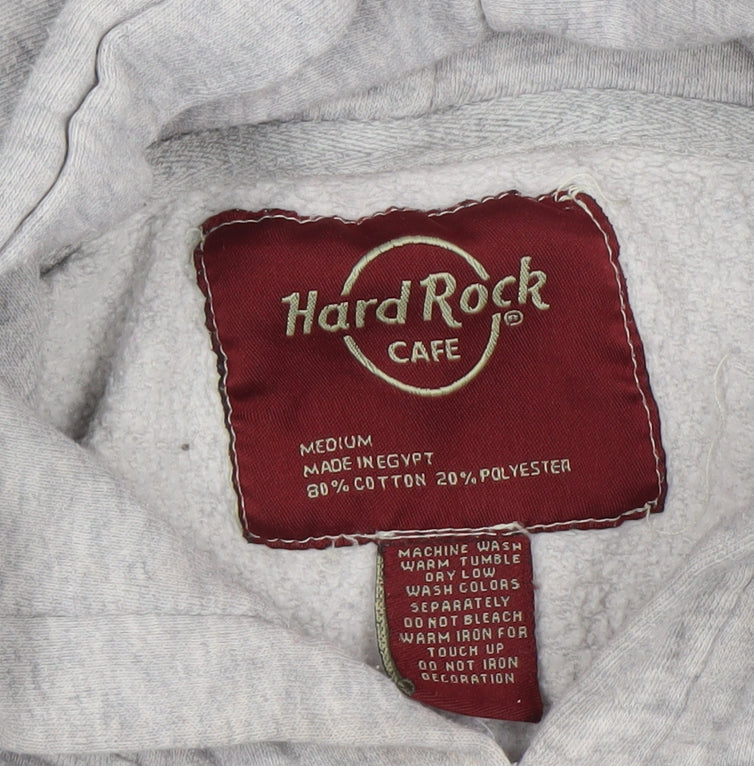 Hard Rock ®
CAFE
MEDIUM
MADE IN EGYPT
80% COTTON 20% POLYESTER
MACHINE WASH
WARM TUMBLE
DRY LOW
WASH COLORS
SEPARATELY
DO NOT BLEACH
WARM IRON FOR
TOUCH UP
DO NOT IRON
DECORATION